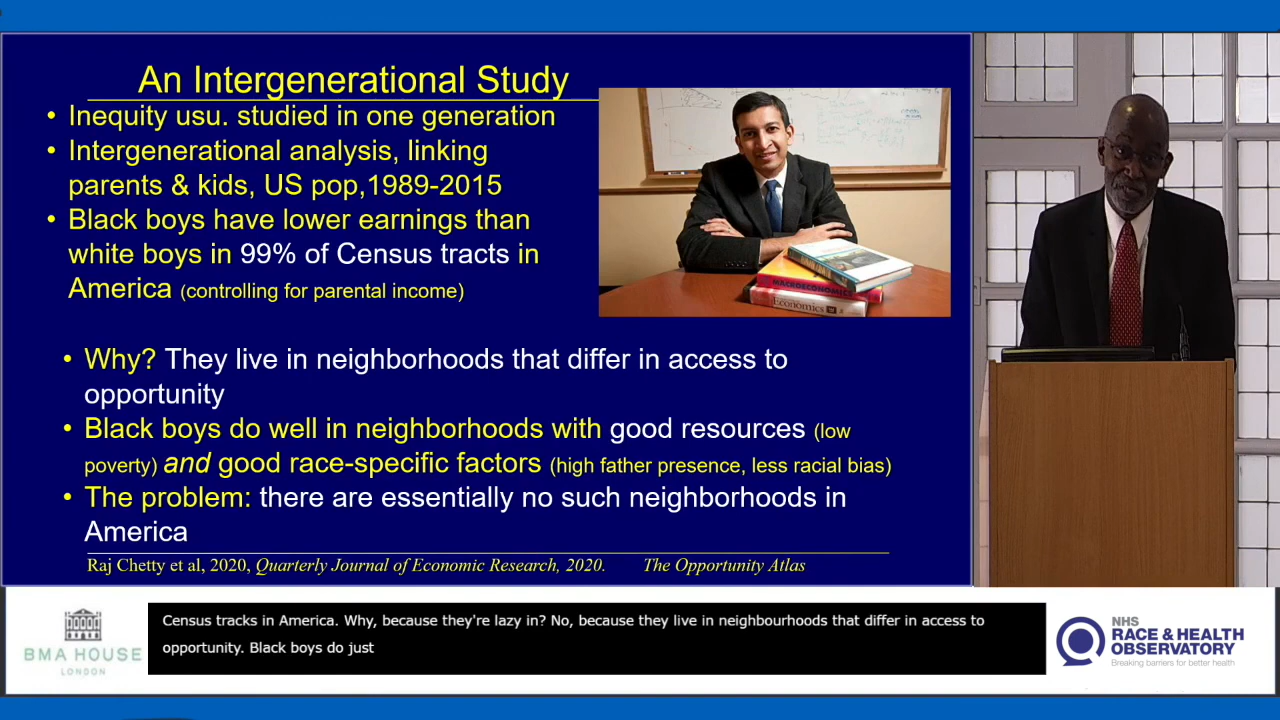 An Intergenerational Study
• Inequity usu. studied in one generation
• Intergenerational analysis, linking
parents & kids, US pop,1989-2015
• Black boys have lower earnings than
white boys in 99% of Census tracts in
America (controlling for parental income)
MACROECONOMICS
Economics
• Why? They live in neighborhoods that differ in access to
opportunity
• Black boys do well in neighborhoods with good resources (low
poverty) and good race-specific factors (high father presence, less racial bias)
• The problem: there are essentially no such neighborhoods in
America
Raj Chetty et al, 2020, Quarterly Journal of Economic Research, 2020. The Opportunity Atlas
BMA HOUSE
LONDON
Census tracks in America. Why, because they're lazy in? No, because they live in neighbourhoods that differ in access to
opportunity. Black boys do just
NHS
RACE & HEALTH
OBSERVATORY
Breaking barriers for better health